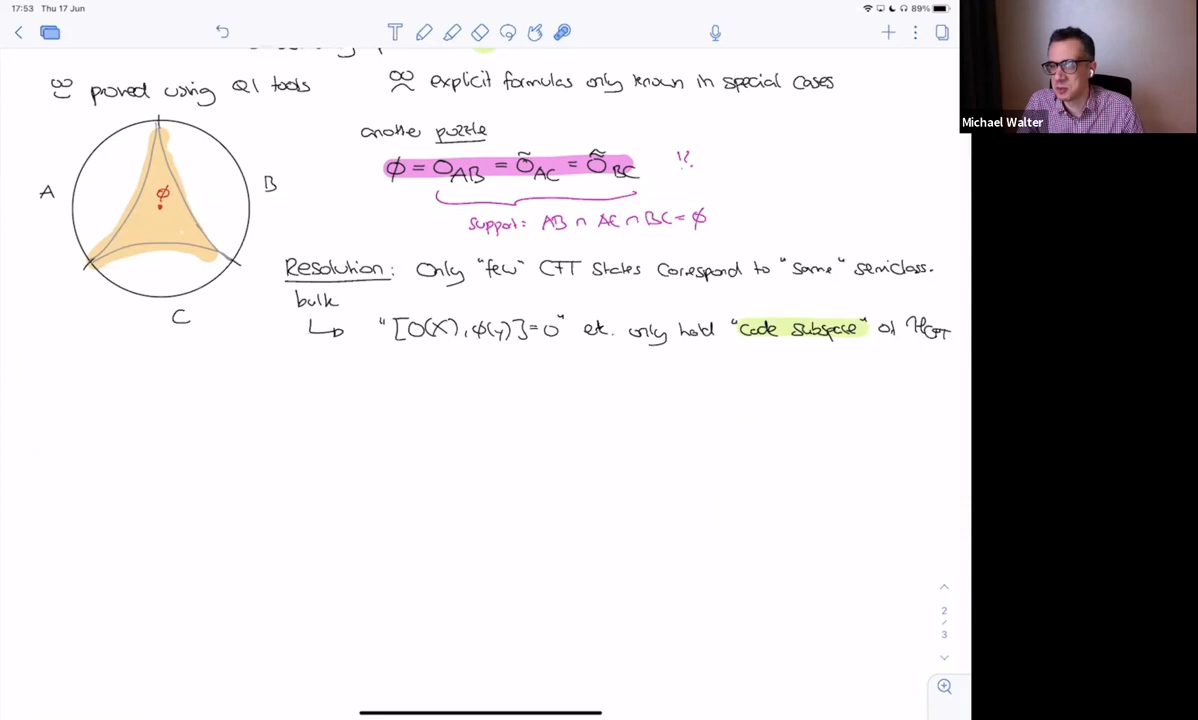 17:53 Thu 17 Jun
89%
Michael Walter
proved using QI tools
explicit formulas only known in special cases
another puzzle
ϕ = O_AB = Õ_AC = Õ̃_BC !?
support: AB ∩ AC ∩ BC = ∅
A
B
C
ϕ
Resolution: Only "few" CFT states correspond to "same" semiclass.
bulk
↳ "[O(x), ϕ(y)] = 0" etc. only hold "code subspace" of H_CFT
2
/
3